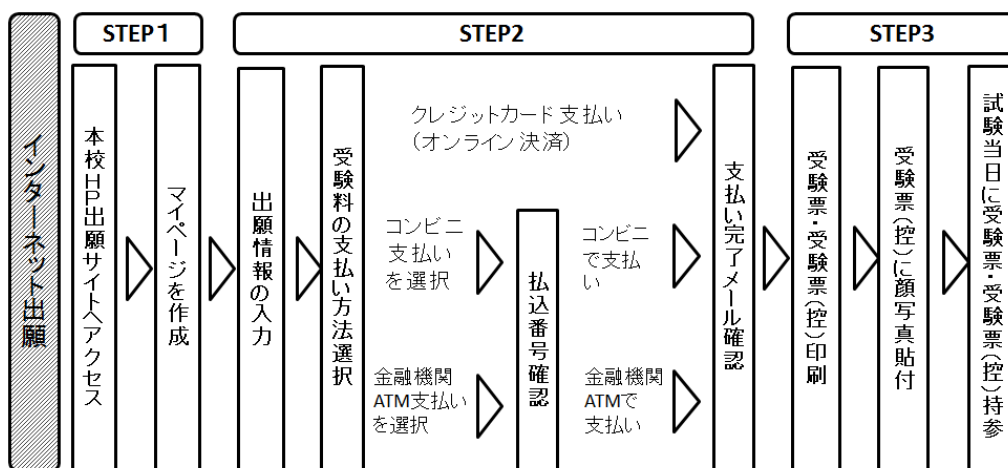 インターネット出願
STEP1
本校HP出願サイトへアクセス
マイページを作成
STEP2
出願情報の入力
受験料の支払い方法選択
クレジットカード支払い
(オンライン決済)
コンビニ
支払い
を選択
金融機関
ATM支払い
を選択
払込番号確認
コンビニ
で支払
い
金融機関
ATMで
支払い
支払い完了メール確認
STEP3
受験票・受験票(控)印刷
受験票(控)に顔写真貼付
試験当日に受験票・受験票(控)持参